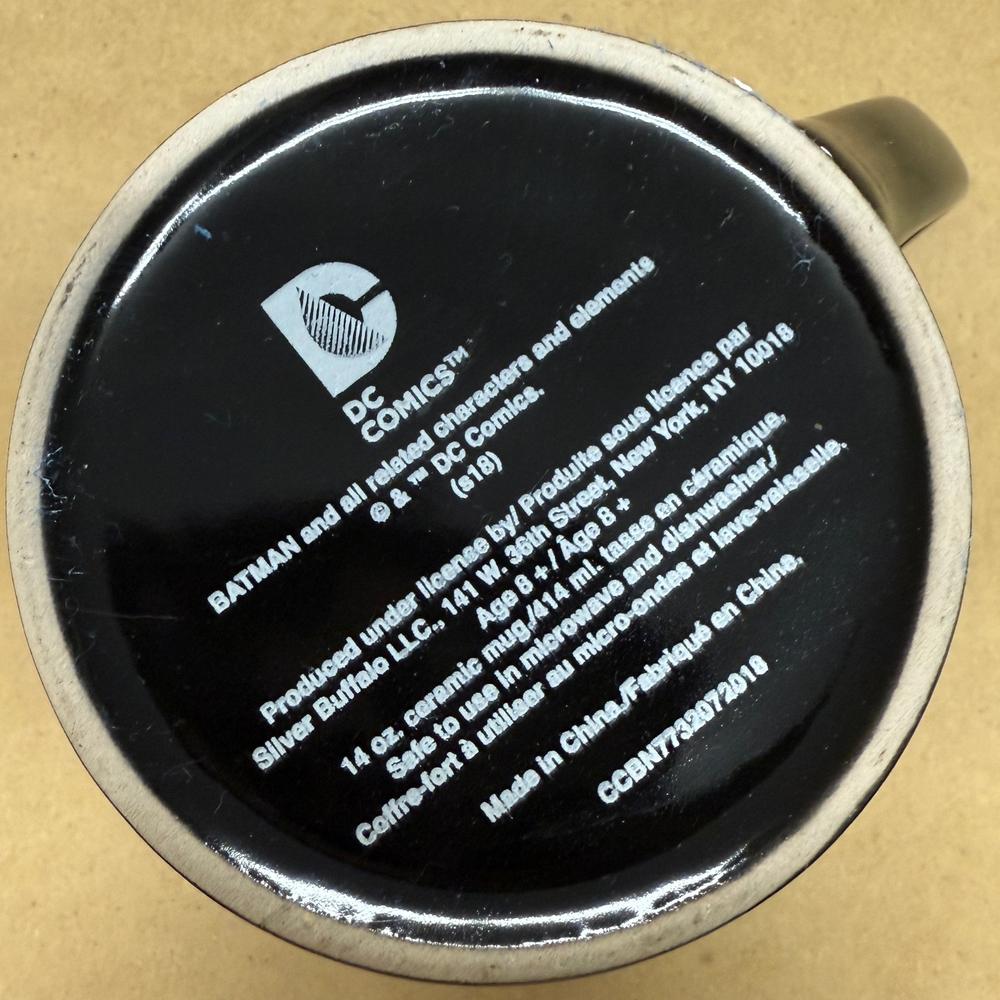 DC
COMICS™
BATMAN and all related characters and elements
© & ™ DC Comics.
(s18)
Produced under license by/ Produite sous licence par
Silver Buffalo LLC., 141 W. 36th Street, New York, NY 10018
Age 8 + / Âge 8 +
14 oz. ceramic mug./414 ml. tasse en céramique.
Safe to use in microwave and dishwasher./
Coffre-fort à utiliser au micro-ondes et lave-vaisselle.
Made in China./Fabriqué en Chine.
CCBN7732072018